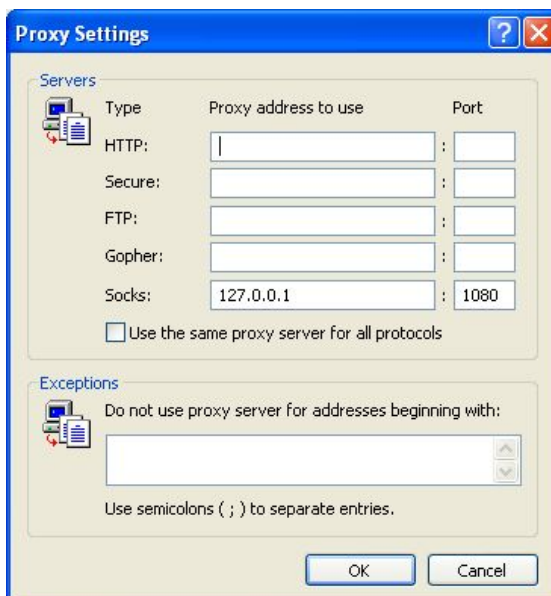 Proxy Settings
Servers
Type Proxy address to use Port
HTTP: :
Secure: :
FTP: :
Gopher: :
Socks: 127.0.0.1 : 1080
Use the same proxy server for all protocols
Exceptions
Do not use proxy server for addresses beginning with:
Use semicolons ( ; ) to separate entries.
OK Cancel